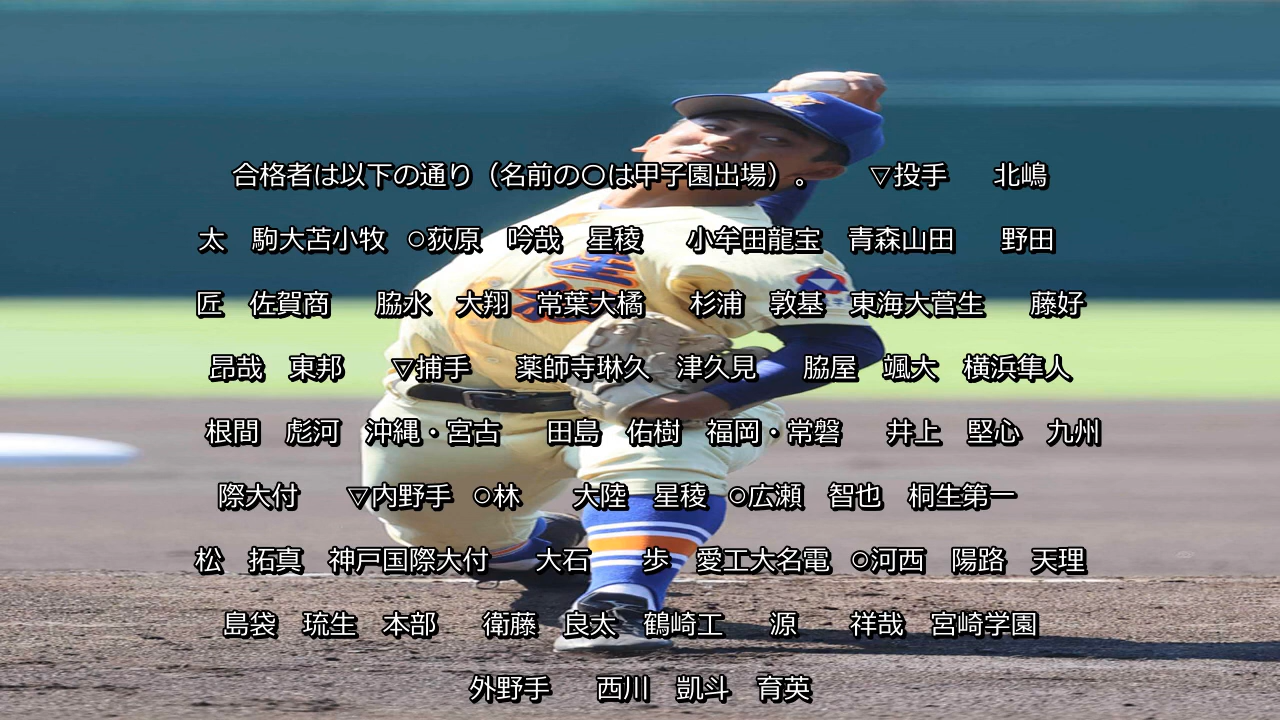 合格者は以下の通り（名前の〇は甲子園出場）。　　▽投手　北嶋
太　駒大苫小牧　○荻原　吟哉　星稜　　小牟田龍宝　青森山田　　野田
匠　佐賀商　　脇水　大翔　常葉大橘　　杉浦　敦基　東海大菅生　　藤好
昂哉　東邦　　▽捕手　　薬師寺琳久　津久見　　脇屋　颯大　横浜隼人
根間　彪河　沖縄・宮古　　田島　佑樹　福岡・常磐　　井上　堅心　九州
際大付　　▽内野手　○林　　大陸　星稜　○広瀬　智也　桐生第一
松　拓真　神戸国際大付　　大石　　歩　愛工大名電　○河西　陽路　天理
島袋　琉生　本部　　衛藤　良太　鶴崎工　　源　　祥哉　宮崎学園
外野手　　西川　凱斗　育英